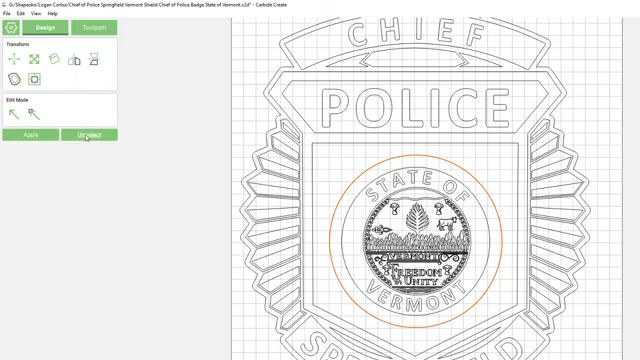 G:/Shapeoko/Logan Corliss/Chief of Police Springfield Vermont Shield/Chief of Police Badge State of Vermont.c2d* - Carbide Create
File Edit View Help
Design Toolpath
Transform
Edit Mode
Apply Unselect
CHIEF
POLICE
STATE OF
VERMONT
FREEDOM
& UNITY
VERMONT